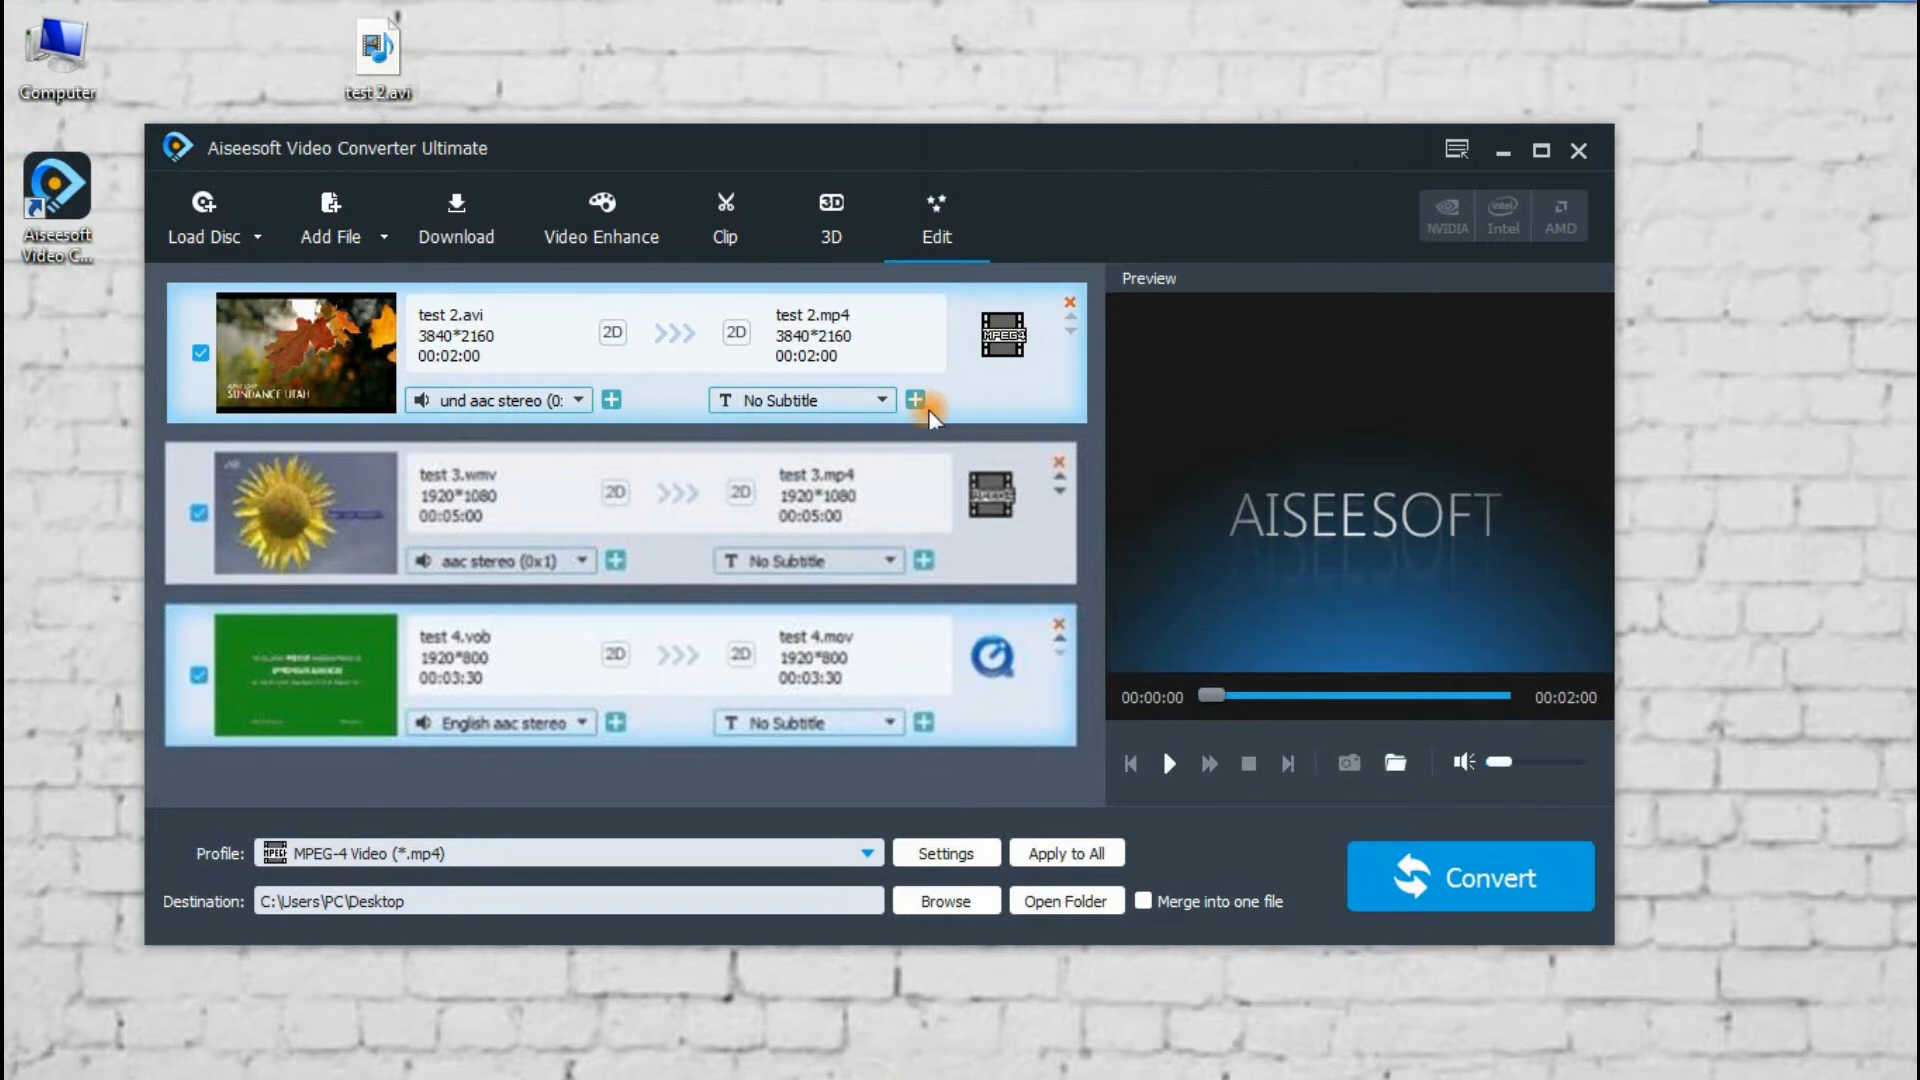 Computer
test 2.avi
Aiseesoft
Video C...
Aiseesoft Video Converter Ultimate
Load Disc
Add File
Download
Video Enhance
Clip
3D
3D
Edit
NVIDIA
intel
Intel
AMD
Preview
test 2.avi
3840*2160
00:02:00
2D
2D
test 2.mp4
3840*2160
00:02:00
MPEG4
SUNDANCE UTAH
und aac stereo (0:
T No Subtitle
test 3.wmv
1920*1080
00:05:00
2D
2D
test 3.mp4
1920*1080
00:05:00
aac stereo (0x1)
T No Subtitle
test 4.vob
1920*800
00:03:30
2D
2D
test 4.mov
1920*800
00:03:30
English aac stereo
T No Subtitle
AISEESOFT
00:00:00
00:02:00
Profile:
MPEG-4 Video (*.mp4)
Settings
Apply to All
Destination:
C:\Users\PC\Desktop
Browse
Open Folder
Merge into one file
Convert